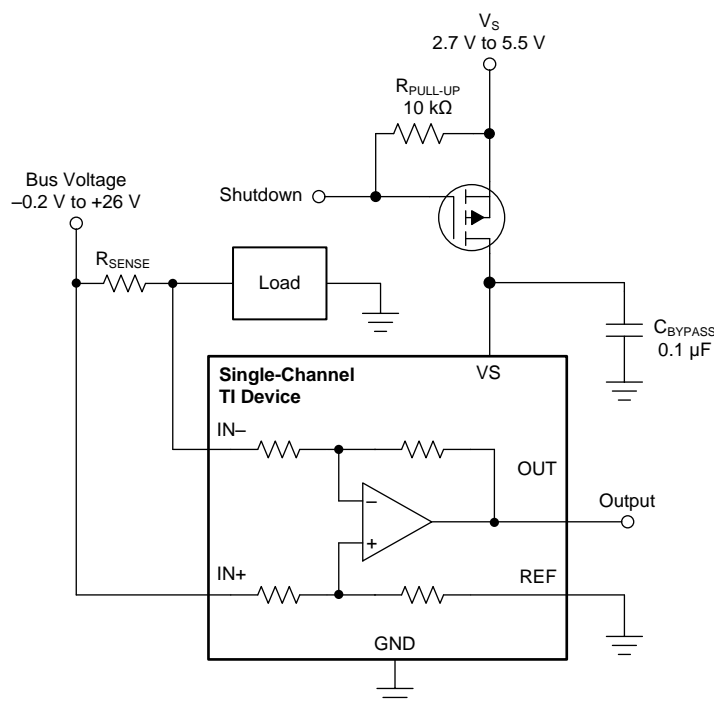 V_S
2.7 V to 5.5 V
R_PULL-UP
10 kΩ
Bus Voltage
–0.2 V to +26 V
Shutdown
R_SENSE
Load
C_BYPASS
0.1 µF
Single-Channel
TI Device
VS
IN–
OUT
–
Output
+
IN+
REF
GND